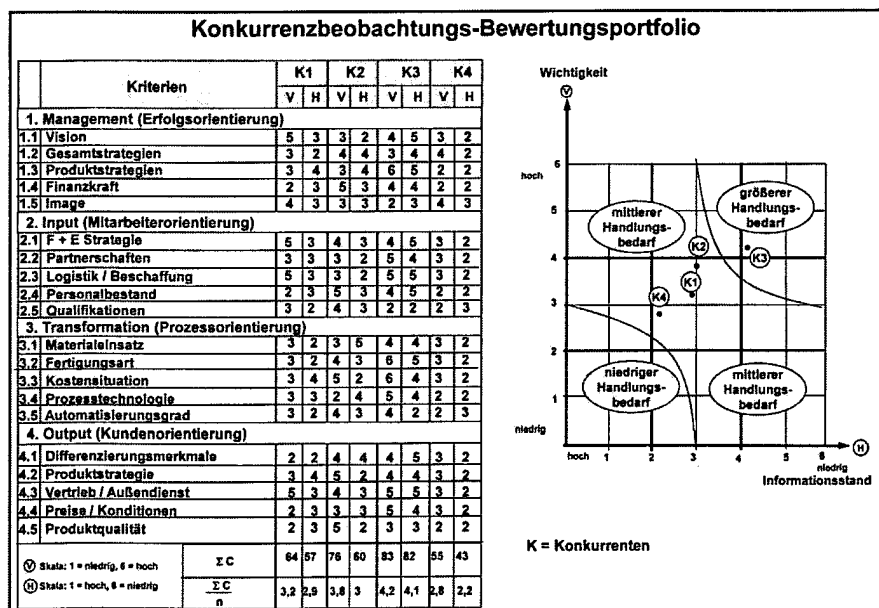 Konkurrenzbeobachtungs-Bewertungsportfolio
Kriterien K1 K2 K3 K4
V H V H V H V H
1. Management (Erfolgsorientierung)
1.1 Vision 5 3 3 2 4 5 3 2
1.2 Gesamtstrategien 3 2 4 4 3 4 4 2
1.3 Produktstrategien 3 4 3 4 6 5 2 2
1.4 Finanzkraft 2 3 5 3 4 4 2 2
1.5 Image 4 3 3 3 2 3 4 3
2. Input (Mitarbeiterorientierung)
2.1 F + E Strategie 5 3 4 3 4 5 3 2
2.2 Partnerschaften 3 3 3 2 5 4 3 2
2.3 Logistik / Beschaffung 5 3 3 2 5 5 3 2
2.4 Personalbestand 2 3 5 3 4 5 2 2
2.5 Qualifikationen 3 2 4 3 2 2 2 3
3. Transformation (Prozessorientierung)
3.1 Materialeinsatz 3 2 3 5 4 4 3 2
3.2 Fertigungsart 3 2 4 3 6 5 3 2
3.3 Kostensituation 3 4 5 2 6 4 3 2
3.4 Prozesstechnologie 3 3 2 4 5 4 2 2
3.5 Automatisierungsgrad 3 2 4 3 4 2 2 3
4. Output (Kundenorientierung)
4.1 Differenzierungsmerkmale 2 2 4 4 4 5 3 2
4.2 Produktstrategie 3 4 5 2 4 4 3 2
4.3 Vertrieb / Außendienst 5 3 4 3 5 5 3 2
4.4 Preise / Konditionen 2 3 3 3 5 4 3 2
4.5 Produktqualität 2 3 5 2 3 3 2 2
V Skala: 1 = niedrig, 6 = hoch
H Skala: 1 = hoch, 6 = niedrig
Σ C 64 57 76 60 83 82 55 43
Σ C / n 3,2 2,9 3,8 3 4,2 4,1 2,8 2,2
Wichtigkeit
V
hoch
6
5
4
3
2
1
niedrig
mittlerer
Handlungs-
bedarf
größerer
Handlungs-
bedarf
K2
K3
K1
K4
niedriger
Handlungs-
bedarf
mittlerer
Handlungs-
bedarf
hoch 1 2 3 4 5 6 niedrig
H
Informationsstand
K = Konkurrenten